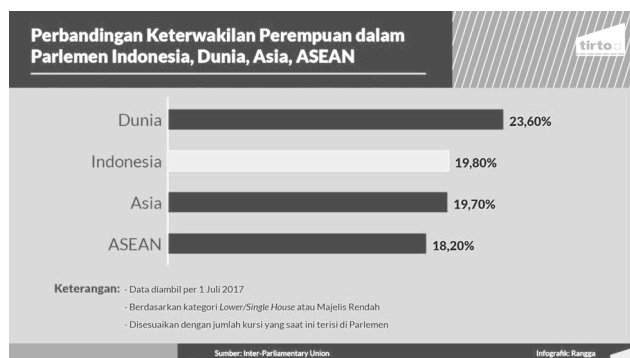 Perbandingan Keterwakilan Perempuan dalam
Parlemen Indonesia, Dunia, Asia, ASEAN
tirto.id
Dunia 23,60%
Indonesia 19,80%
Asia 19,70%
ASEAN 18,20%
Keterangan: - Data diambil per 1 Juli 2017
- Berdasarkan kategori Lower/Single House atau Majelis Rendah
- Disesuaikan dengan jumlah kursi yang saat ini terisi di Parlemen
Sumber: Inter-Parliamentary Union Infografik: Rangga